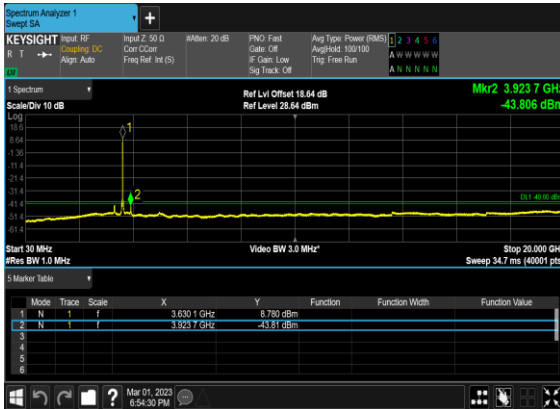 Spectrum Analyzer 1
Swept SA
+
KEYSIGHT
R T
LXI
Input: RF
Coupling: DC
Align: Auto
Input Z: 50 Ω
Corr CCorr
Freq Ref: Int (S)
#Atten: 20 dB
PNO: Fast
Gate: Off
IF Gain: Low
Sig Track: Off
Avg Type: Power (RMS)
Avg|Hold: 100/100
Trig: Free Run
1 2 3 4 5 6
A W W W W W
A N N N N N
1 Spectrum
Scale/Div 10 dB
Ref Lvl Offset 18.64 dB
Ref Level 28.64 dBm
Mkr2 3.923 7 GHz
-43.806 dBm
Log
18.6
8.64
-1.36
-11.4
-21.4
-31.4
-41.4
-51.4
-61.4
1
2
DL1 -40.00 dBm
Start 30 MHz
#Res BW 1.0 MHz
Video BW 3.0 MHz*
Stop 20.000 GHz
Sweep 34.7 ms (40001 pts)
5 Marker Table
Mode Trace Scale X Y Function Function Width Function Value
1 N 1 f 3.630 1 GHz 8.780 dBm
2 N 1 f 3.923 7 GHz -43.81 dBm
3
4
5
6
?
Mar 01, 2023
6:54:30 PM